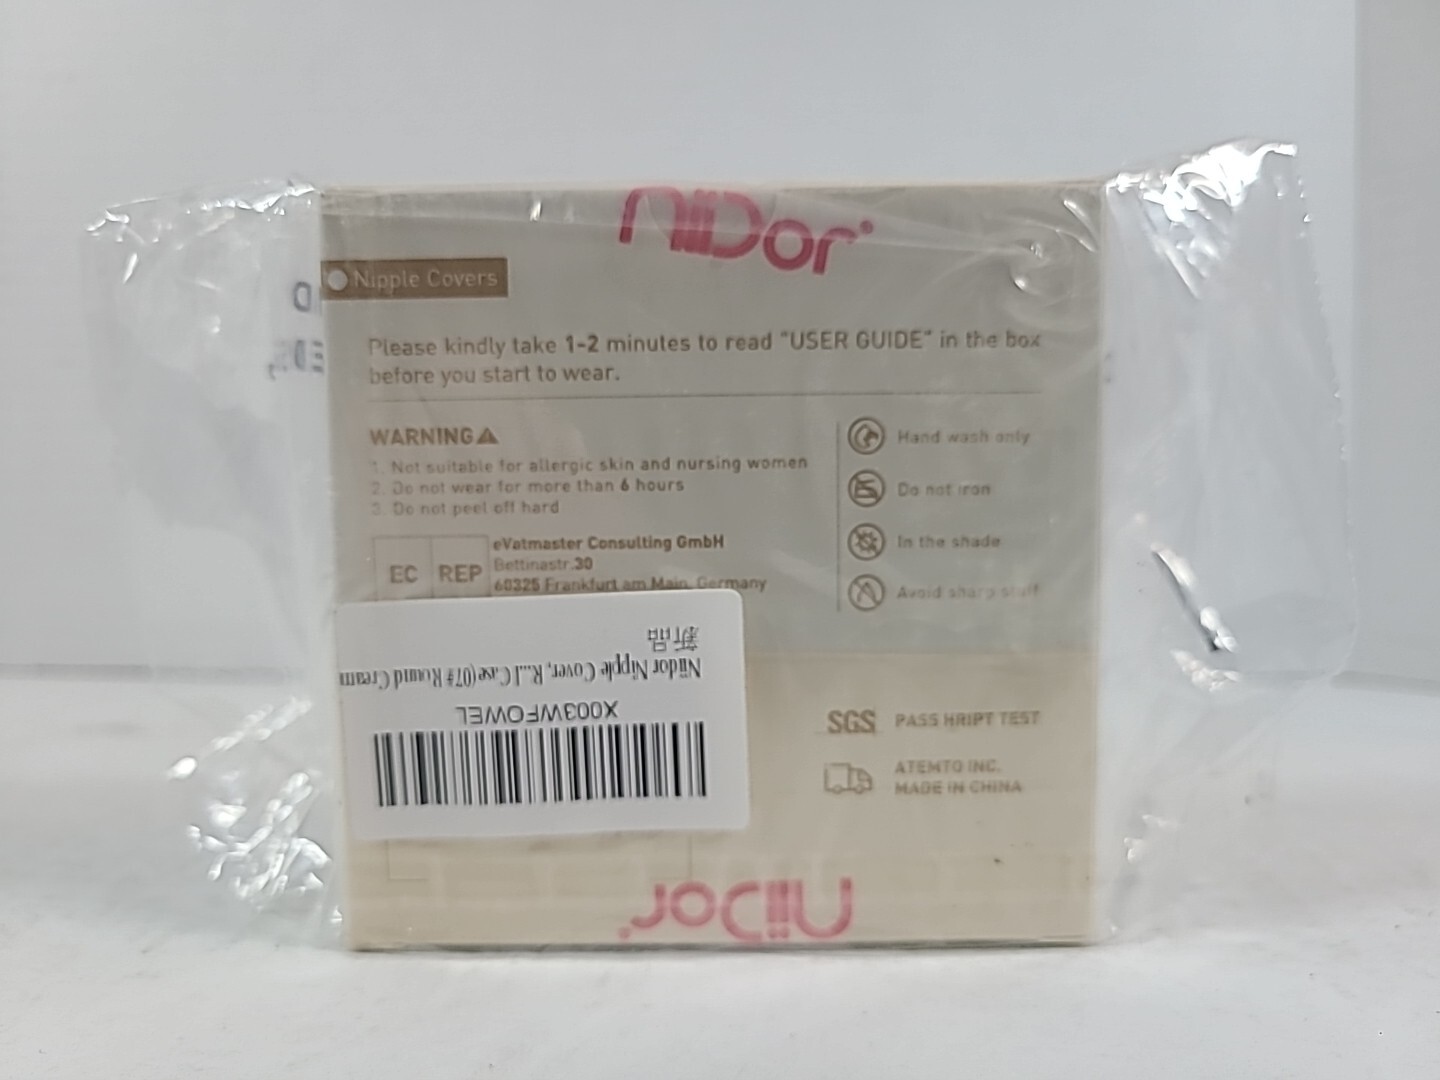 NiiDor®
Nipple Covers
Please kindly take 1-2 minutes to read "USER GUIDE" in the box
before you start to wear.
WARNING
1. Not suitable for allergic skin and nursing women
2. Do not wear for more than 6 hours
3. Do not peel off hard
Hand wash only
Do not iron
In the shade
Avoid sharp stuff
EC REP
eVatmaster Consulting GmbH
Bettinastr.30
60325 Frankfurt am Main, Germany
X003WFOWEL
Niidor Nipple Cover, R...l Case(07# Round Cream
新品
SGS PASS HRIPT TEST
ATEMTO INC.
MADE IN CHINA
NiiDor®